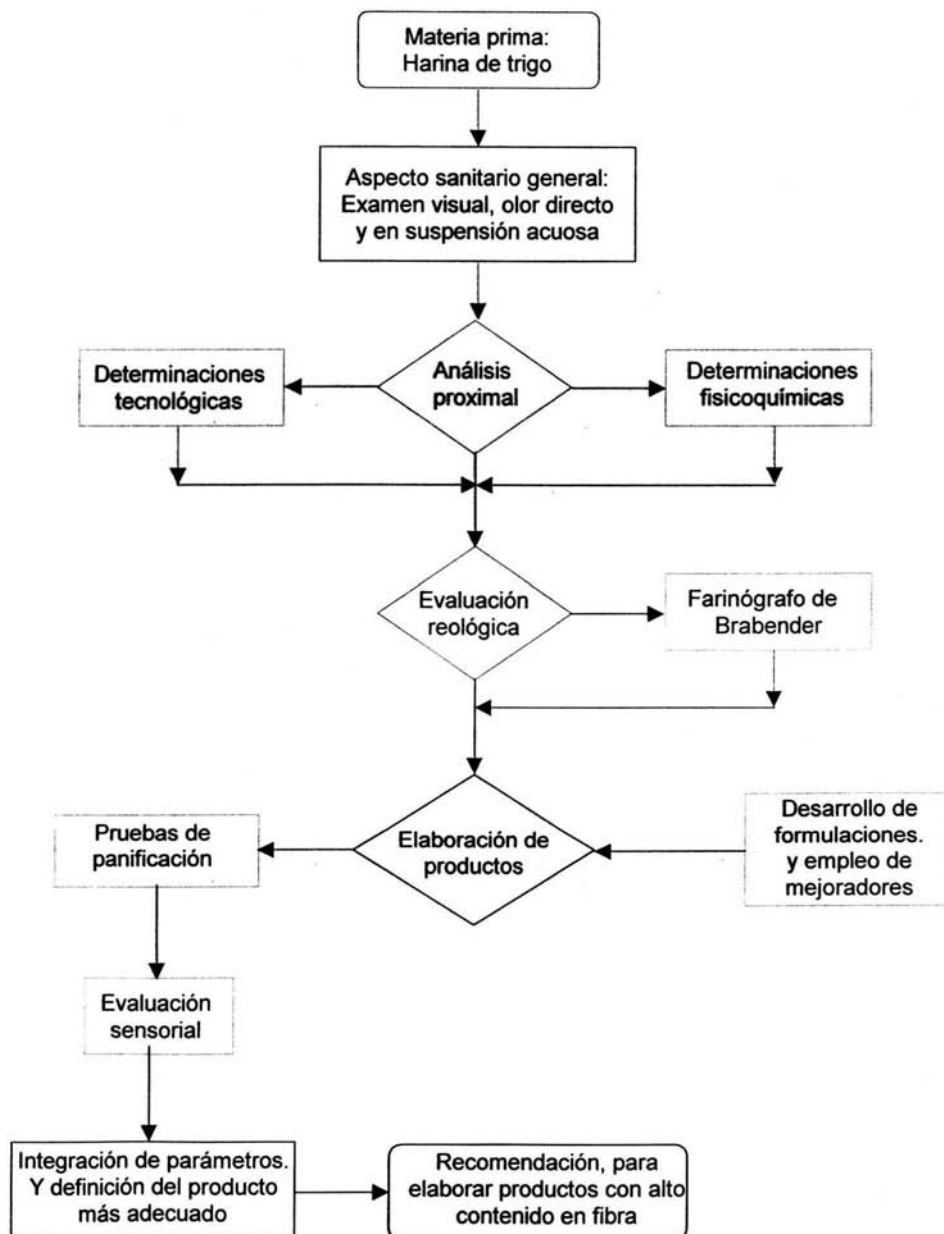 Materia prima:
Harina de trigo
Aspecto sanitario general:
Examen visual, olor directo
y en suspensión acuosa
Determinaciones
tecnológicas
Análisis
proximal
Determinaciones
fisicoquímicas
Evaluación
reológica
Farinógrafo de
Brabender
Pruebas de
panificación
Elaboración de
productos
Desarrollo de
formulaciones.
y empleo de
mejoradores
Evaluación
sensorial
Integración de parámetros.
Y definición del producto
más adecuado
Recomendación, para
elaborar productos con alto
contenido en fibra